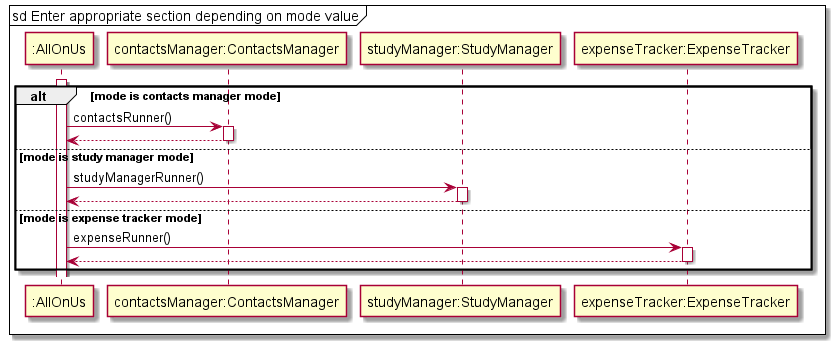 sd Enter appropriate section depending on mode value
:AllOnUs contactsManager:ContactsManager studyManager:StudyManager expenseTracker:ExpenseTracker
alt [mode is contacts manager mode]
contactsRunner()
[mode is study manager mode]
studyManagerRunner()
[mode is expense tracker mode]
expenseRunner()
:AllOnUs contactsManager:ContactsManager studyManager:StudyManager expenseTracker:ExpenseTracker